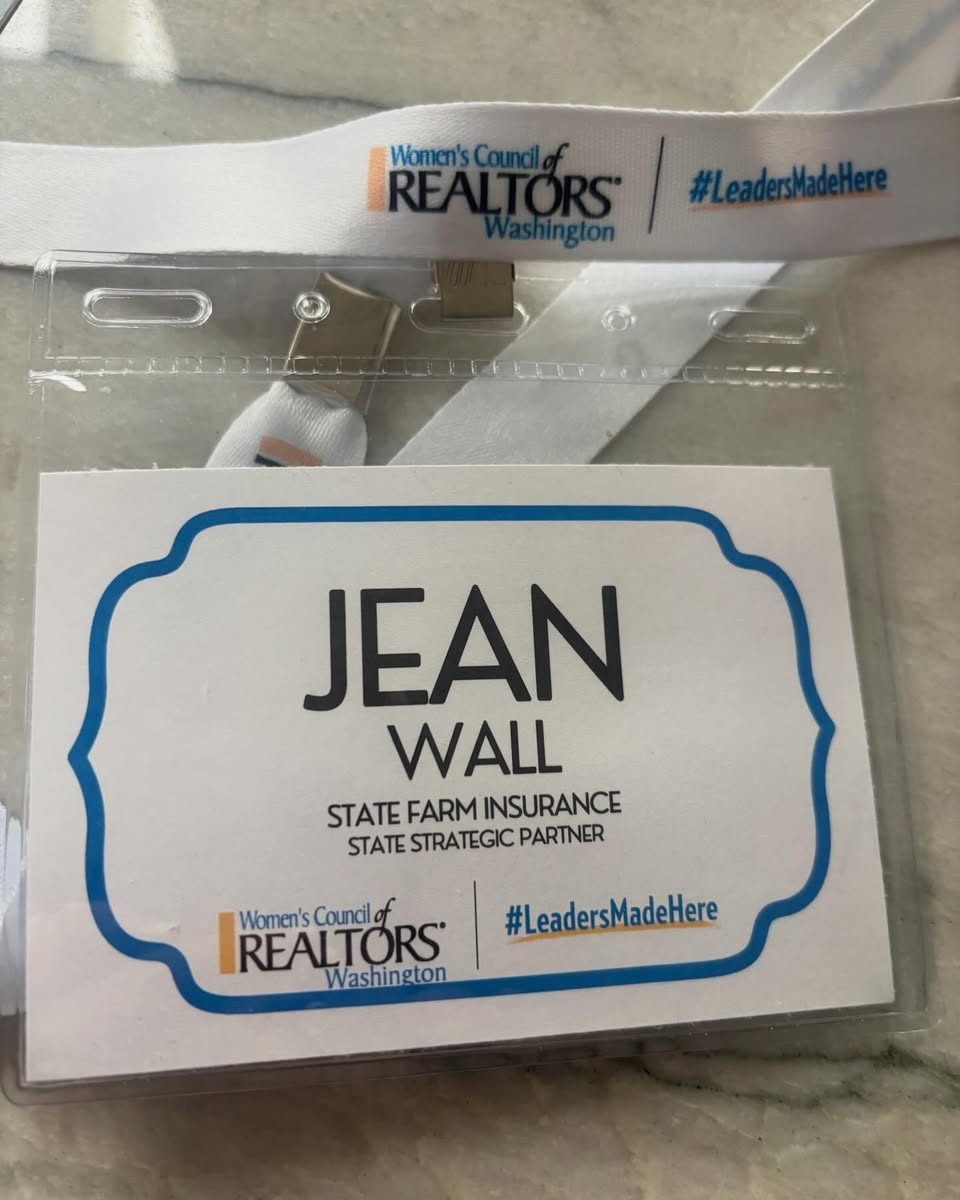 Women's Council of
REALTORS®
Washington
#LeadersMadeHere
JEAN
WALL
STATE FARM INSURANCE
STATE STRATEGIC PARTNER
Women's Council of
REALTORS®
Washington
#LeadersMadeHere